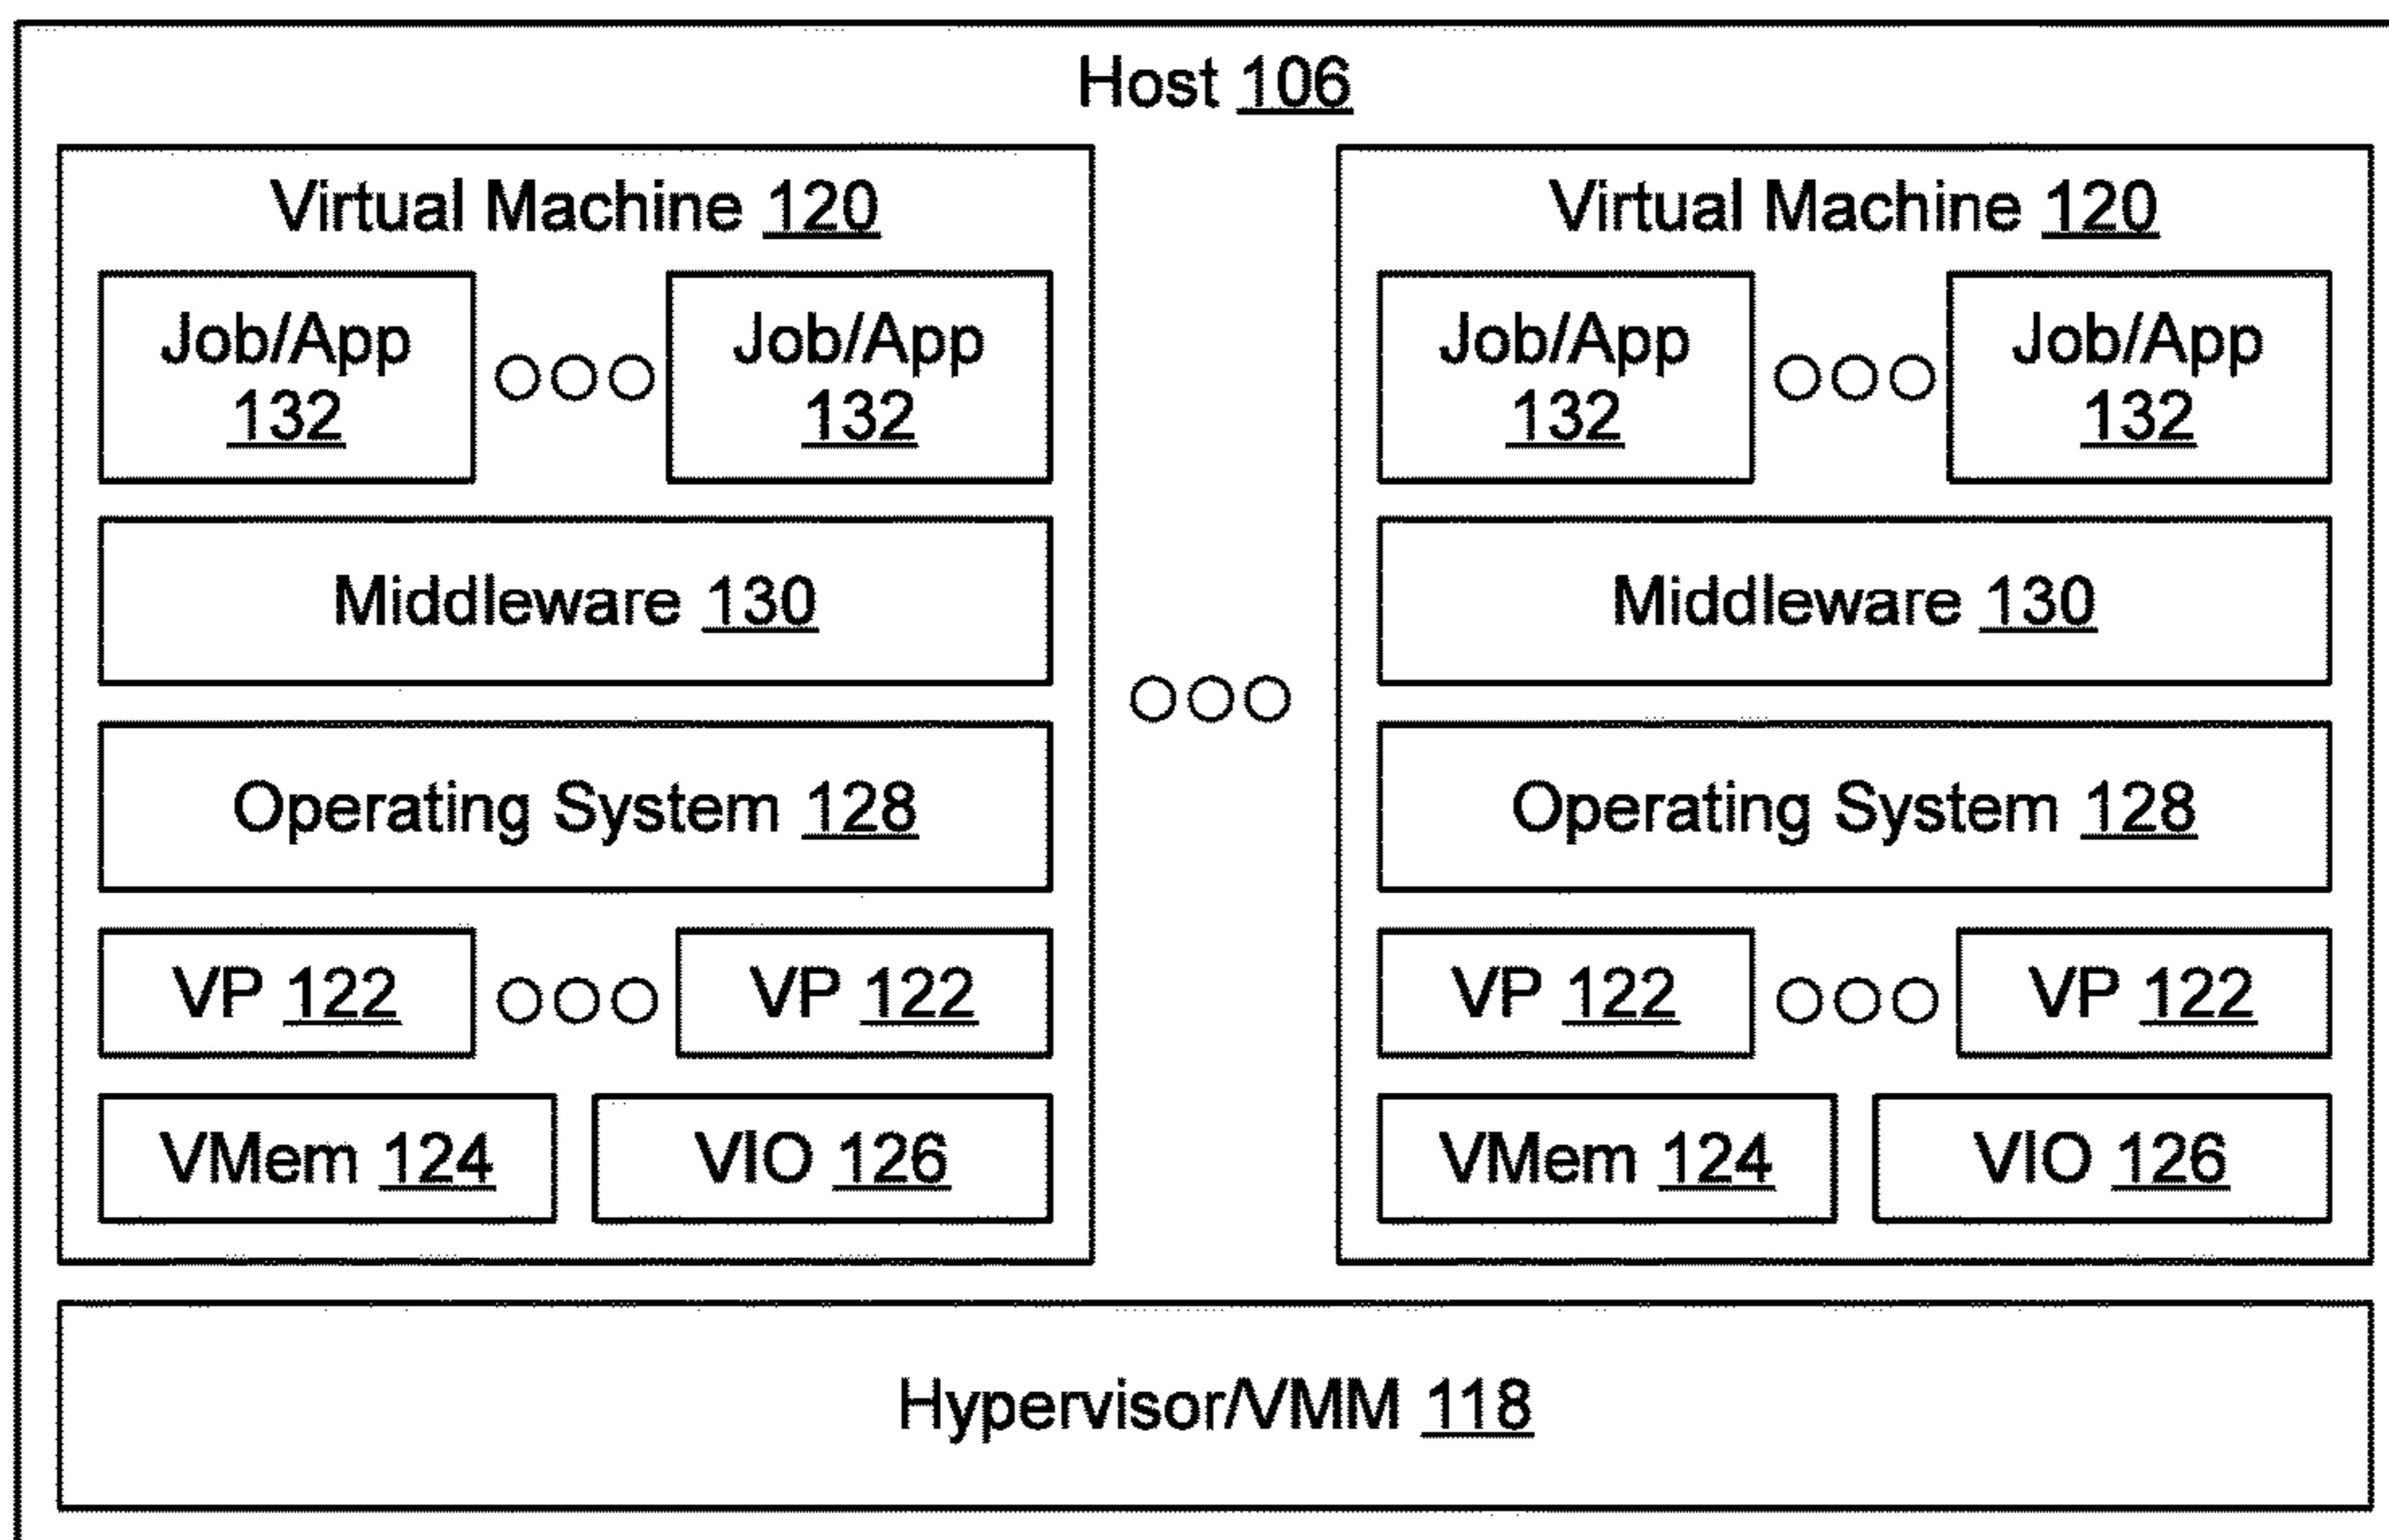 Host 106
Virtual Machine 120
Job/App
132
Job/App
132
Middleware 130
Operating System 128
VP 122
VP 122
VMem 124
VIO 126
Virtual Machine 120
Job/App
132
Job/App
132
Middleware 130
Operating System 128
VP 122
VP 122
VMem 124
VIO 126
Hypervisor/VMM 118